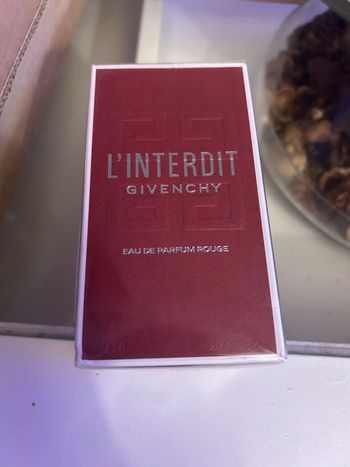 L'INTERDIT
GIVENCHY
EAU DE PARFUM ROUGE